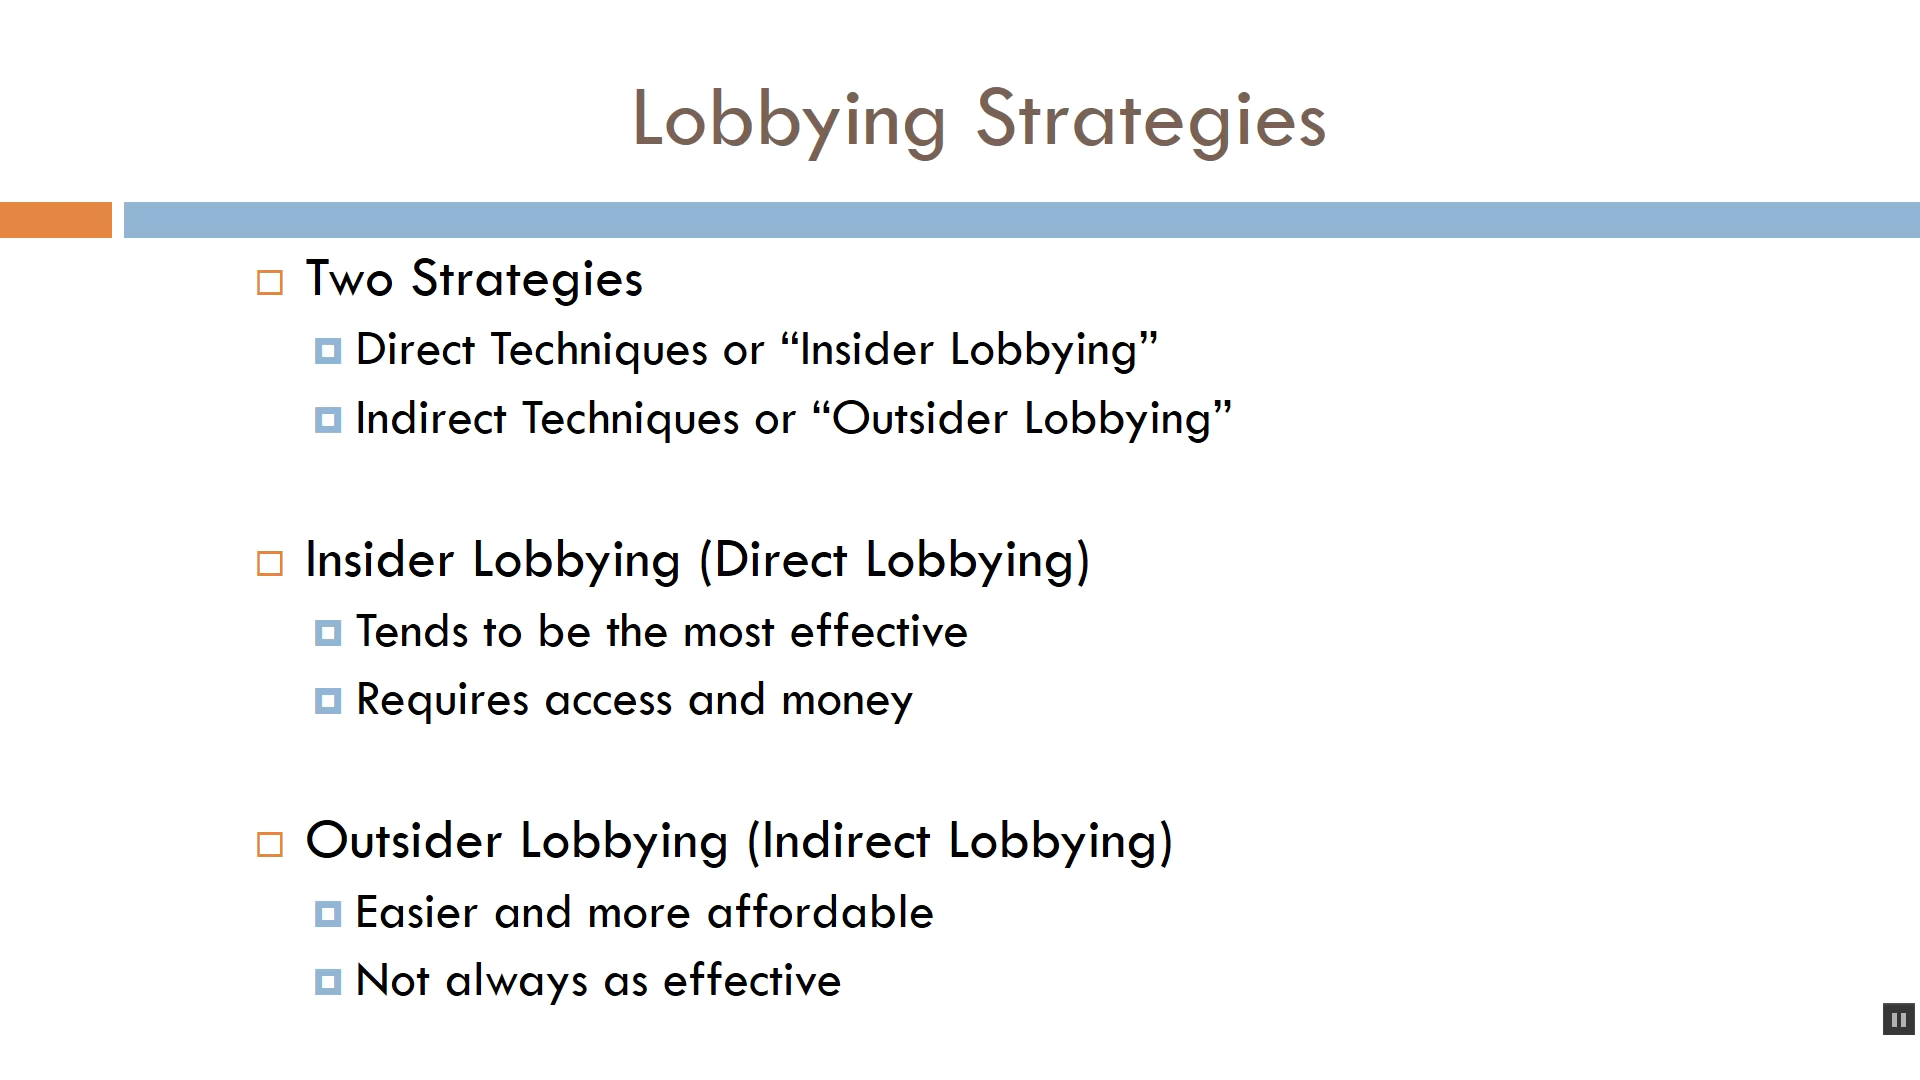 Lobbying Strategies
Two Strategies
Direct Techniques or “Insider Lobbying”
Indirect Techniques or “Outsider Lobbying”
Insider Lobbying (Direct Lobbying)
Tends to be the most effective
Requires access and money
Outsider Lobbying (Indirect Lobbying)
Easier and more affordable
Not always as effective